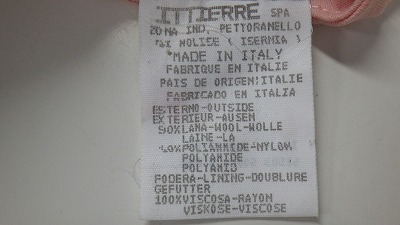 ITTIERRE SPA
ZONA IND. PETTORANELLO
DI MOLISE ( ISERNIA )
*MADE IN ITALY
FABRIQUE EN ITALIE
PAIS DE ORIGEN:ITALIE
FABRICADO EN ITALIA
ESTERNO-OUTSIDE
EXTERIEUR-AUSEN
LANA-WOOL-WOLLE
LAINE-LA
POLIAMMIDE-NYLON
POLYAMIDE
POLYAMID
FODERA-LINING-DOUBLURE
GEFUTTER
100%VISCOSA-RAYON
VISKOSE-VISCOSE